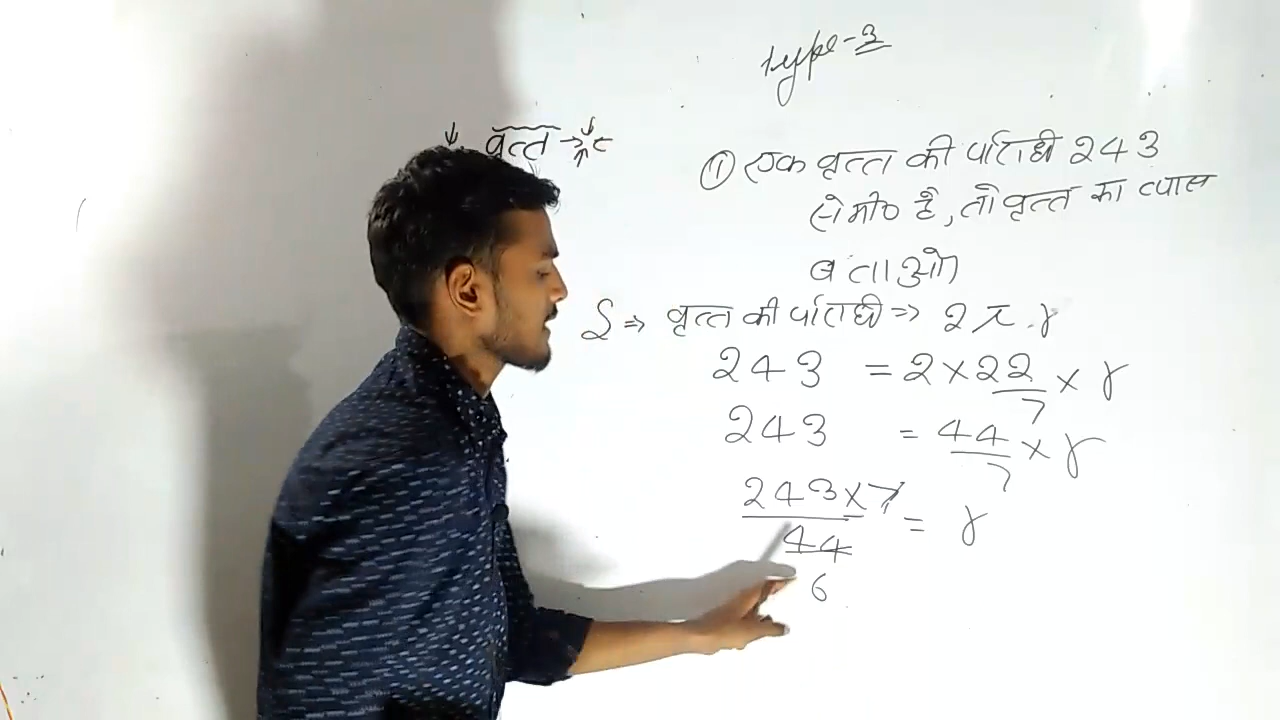 type-3
वृत्त →
① एक वृत्त की परिधी 243
से०मी० है, तो वृत्त का व्यास
बताओ
S ⇒ वृत्त की परिधी ⇒ 2π.r
243 = 2×22/7 × r
243 = 44/7 × r
243×7/44 = r
6